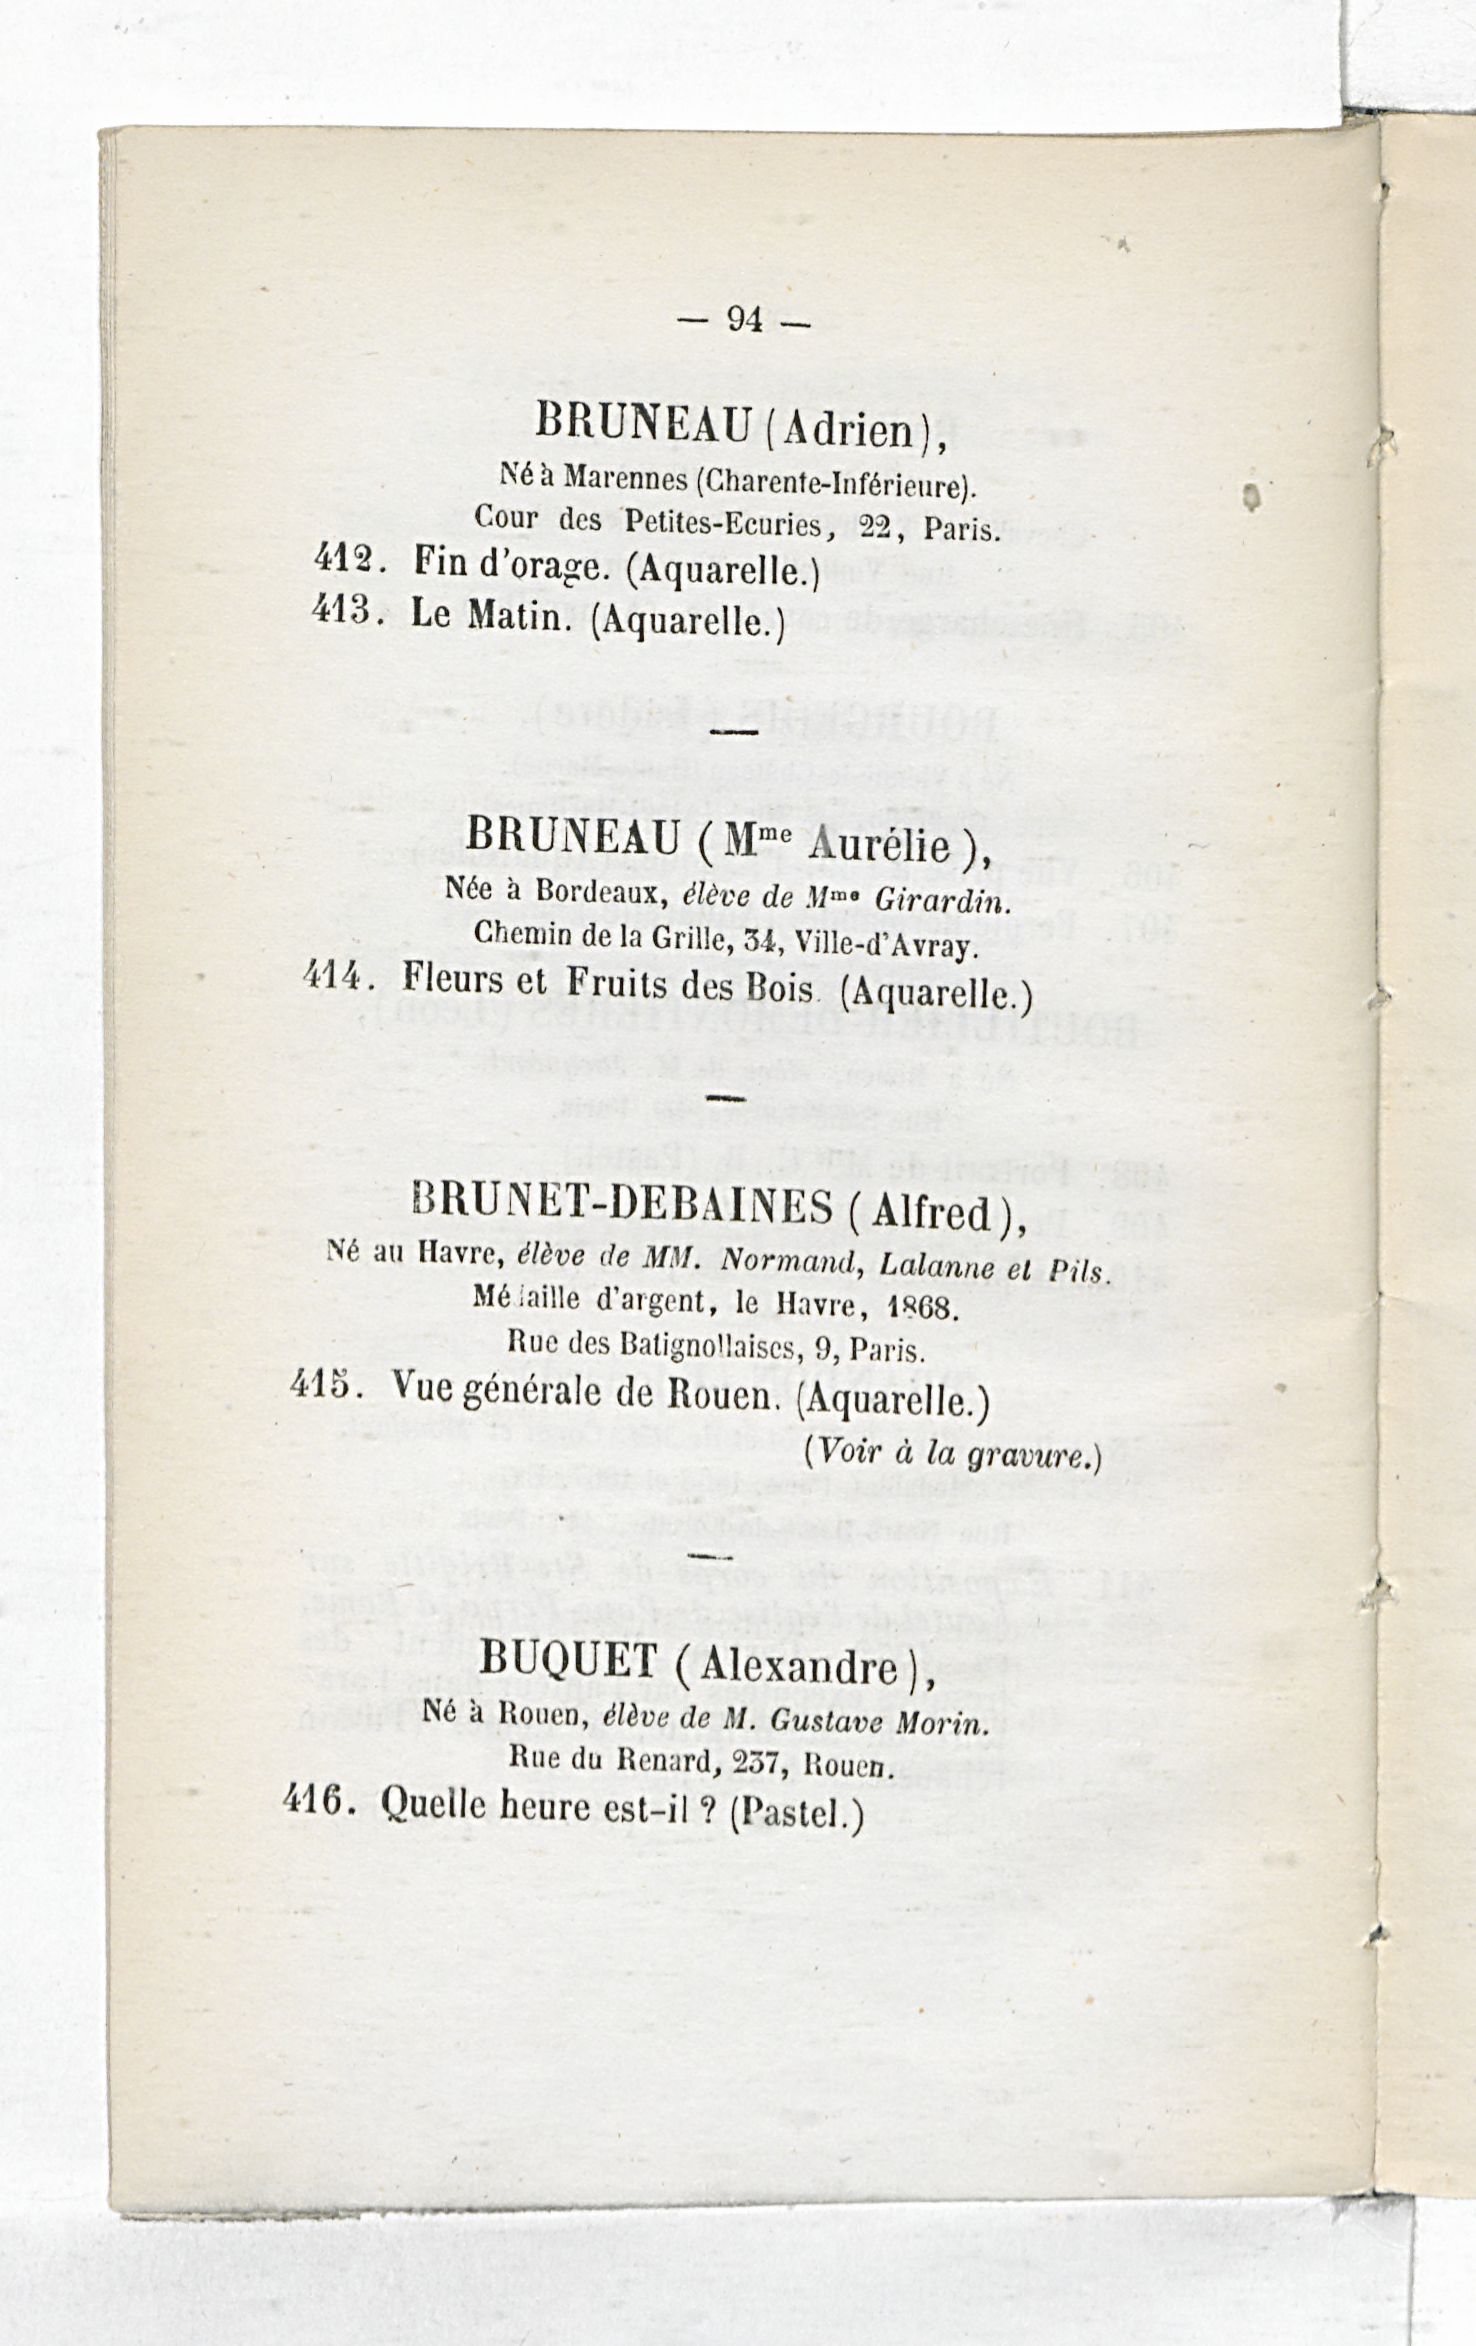 — 94 —
BRUNEAU (Adrien),
Né à Marennes (Charente-Inférieure).
Cour des Petites-Ecuries, 22, Paris.
412. Fin d'orage. (Aquarelle.)
413. Le Matin. (Aquarelle.)
—
BRUNEAU (Mme Aurélie),
Née à Bordeaux, élève de Mme Girardin.
Chemin de la Grille, 34, Ville-d'Avray.
414. Fleurs et Fruits des Bois. (Aquarelle.)
—
BRUNET-DEBAINES (Alfred),
Né au Havre, élève de MM. Normand, Lalanne et Pils.
Médaille d'argent, le Havre, 1868.
Rue des Batignollaises, 9, Paris.
415. Vue générale de Rouen. (Aquarelle.)
(Voir à la gravure.)
—
BUQUET (Alexandre),
Né à Rouen, élève de M. Gustave Morin.
Rue du Renard, 237, Rouen.
416. Quelle heure est-il ? (Pastel.)